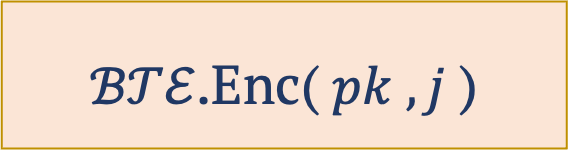 ℬ𝒯ℰ.Enc( pk , j )